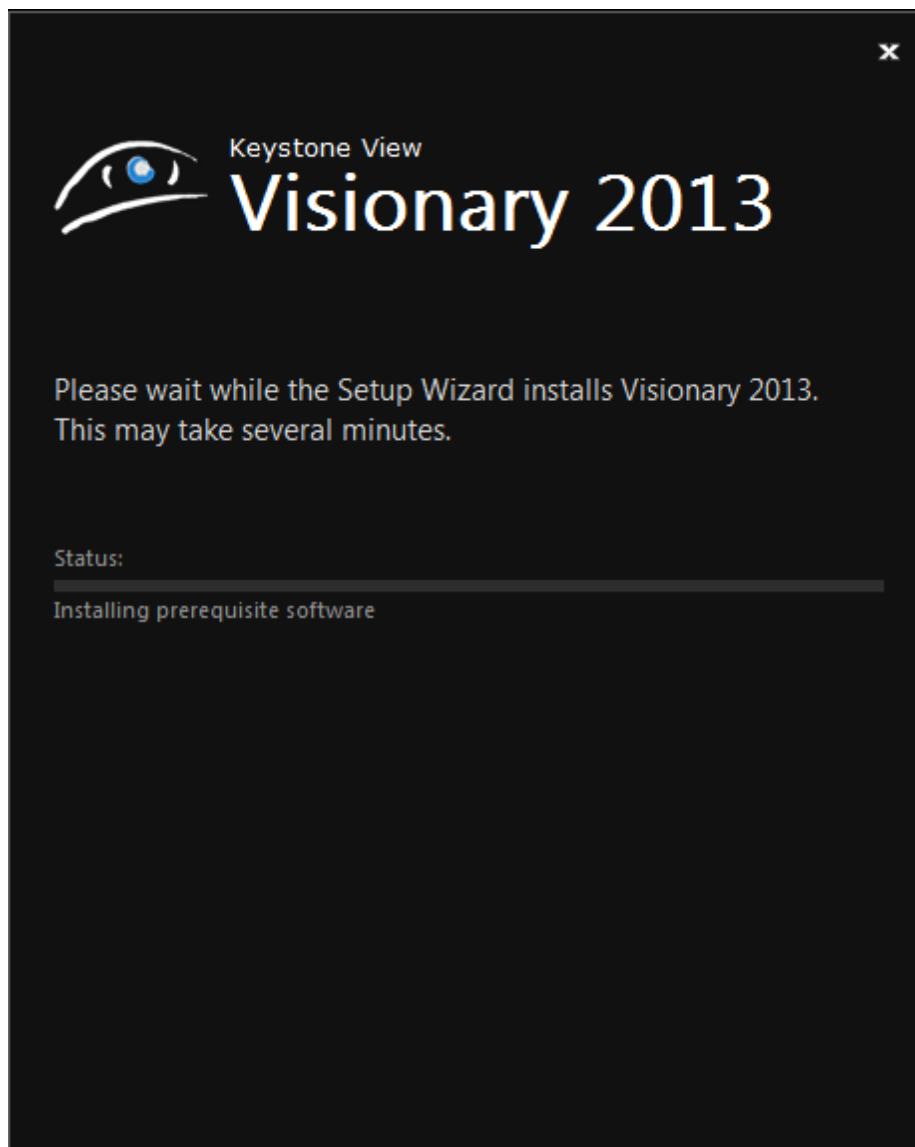 Keystone View
Visionary 2013
Please wait while the Setup Wizard installs Visionary 2013.
This may take several minutes.
Status:
Installing prerequisite software